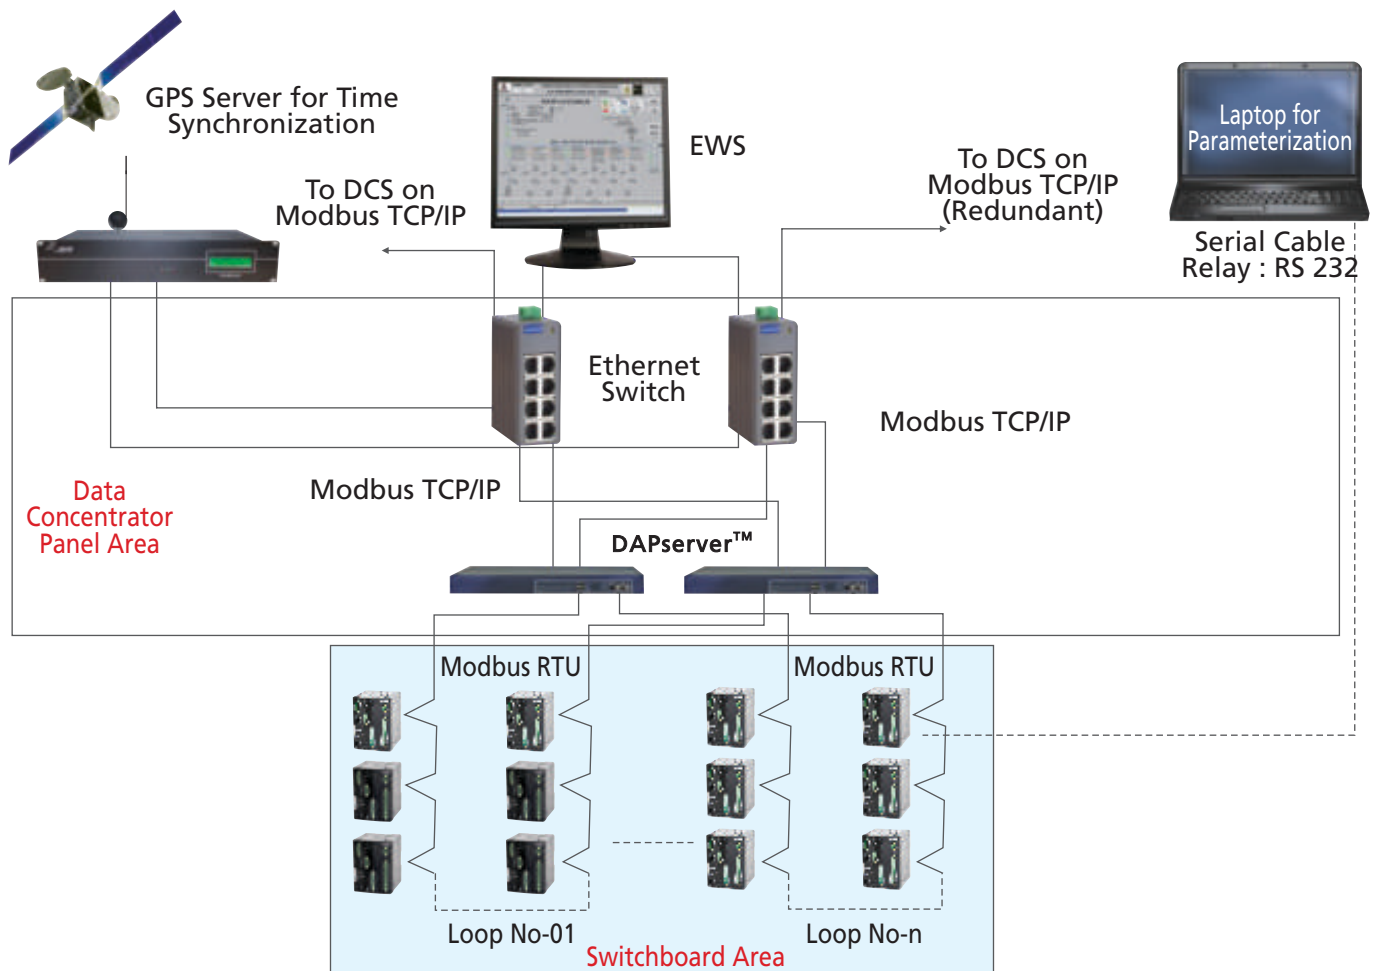 GPS Server for Time
Synchronization
To DCS on
Modbus TCP/IP
EWS
To DCS on
Modbus TCP/IP
(Redundant)
Laptop for
Parameterization
Serial Cable
Relay : RS 232
Ethernet
Switch
Modbus TCP/IP
Modbus TCP/IP
Data
Concentrator
Panel Area
DAPserver™
Modbus RTU
Modbus RTU
Loop No-01
Loop No-n
Switchboard Area